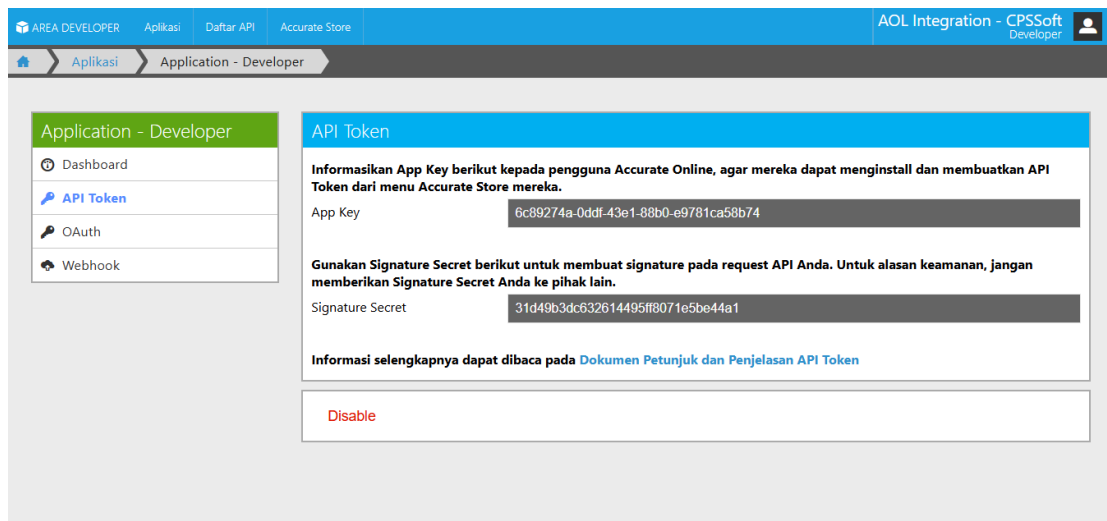 AREA DEVELOPER Aplikasi Daftar API Accurate Store
AOL Integration - CPSSoft
Developer
Aplikasi Application - Developer
Application - Developer
Dashboard
API Token
OAuth
Webhook
API Token
Informasikan App Key berikut kepada pengguna Accurate Online, agar mereka dapat menginstall dan membuatkan API
Token dari menu Accurate Store mereka.
App Key 6c89274a-0ddf-43e1-88b0-e9781ca58b74
Gunakan Signature Secret berikut untuk membuat signature pada request API Anda. Untuk alasan keamanan, jangan
memberikan Signature Secret Anda ke pihak lain.
Signature Secret 31d49b3dc632614495ff8071e5be44a1
Informasi selengkapnya dapat dibaca pada Dokumen Petunjuk dan Penjelasan API Token
Disable